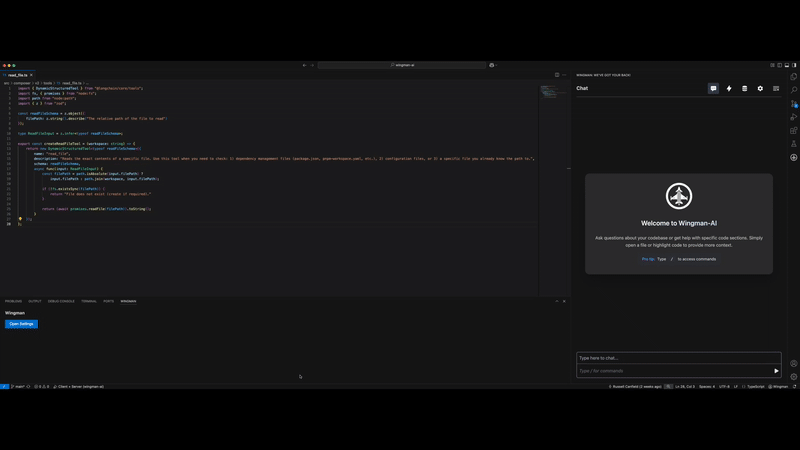 wingman-ai
read_file.ts
src > composer > v2 > tools > read_file.ts > ...
WINGMAN: WE'VE GOT YOUR BACK!
Chat
import { DynamicStructuredTool } from "@langchain/core/tools";
import fs, { promises } from "node:fs";
import path from "node:path";
import { z } from "zod";
const readFileSchema = z.object({
filePath: z.string().describe("The relative path of the file to read")
});
type ReadFileInput = z.infer<typeof readFileSchema>;
export const createReadFileTool = (workspace: string) => {
return new DynamicStructuredTool<typeof readFileSchema>({
name: "read_file",
description: "Reads the exact contents of a specific file. Use this tool when you need to check: 1) dependency management files (package.json, pnpm-workspace.yaml, etc.), 2) configuration files, or 3) a specific file you already know the path to.",
schema: readFileSchema,
async func(input: ReadFileInput) {
const filePath = path.isAbsolute(input.filePath) ?
input.filePath : path.join(workspace, input.filePath);
if (!fs.existsSync(filePath)) {
return "File does not exist (create if required)."
}
return (await promises.readFile(filePath)).toString();
}
});
};
Welcome to Wingman-AI
Ask questions about your codebase or get help with specific code sections. Simply
open a file or highlight code to provide more context.
Pro tip: Type / to access commands
PROBLEMS OUTPUT DEBUG CONSOLE TERMINAL PORTS WINGMAN
Wingman
Open Settings
Type here to chat...
Type / for commands
main* 0 0 Client + Server (wingman-ai)
Russell Canfield (2 weeks ago) Ln 28, Col 3 Spaces: 4 UTF-8 LF TypeScript Wingman